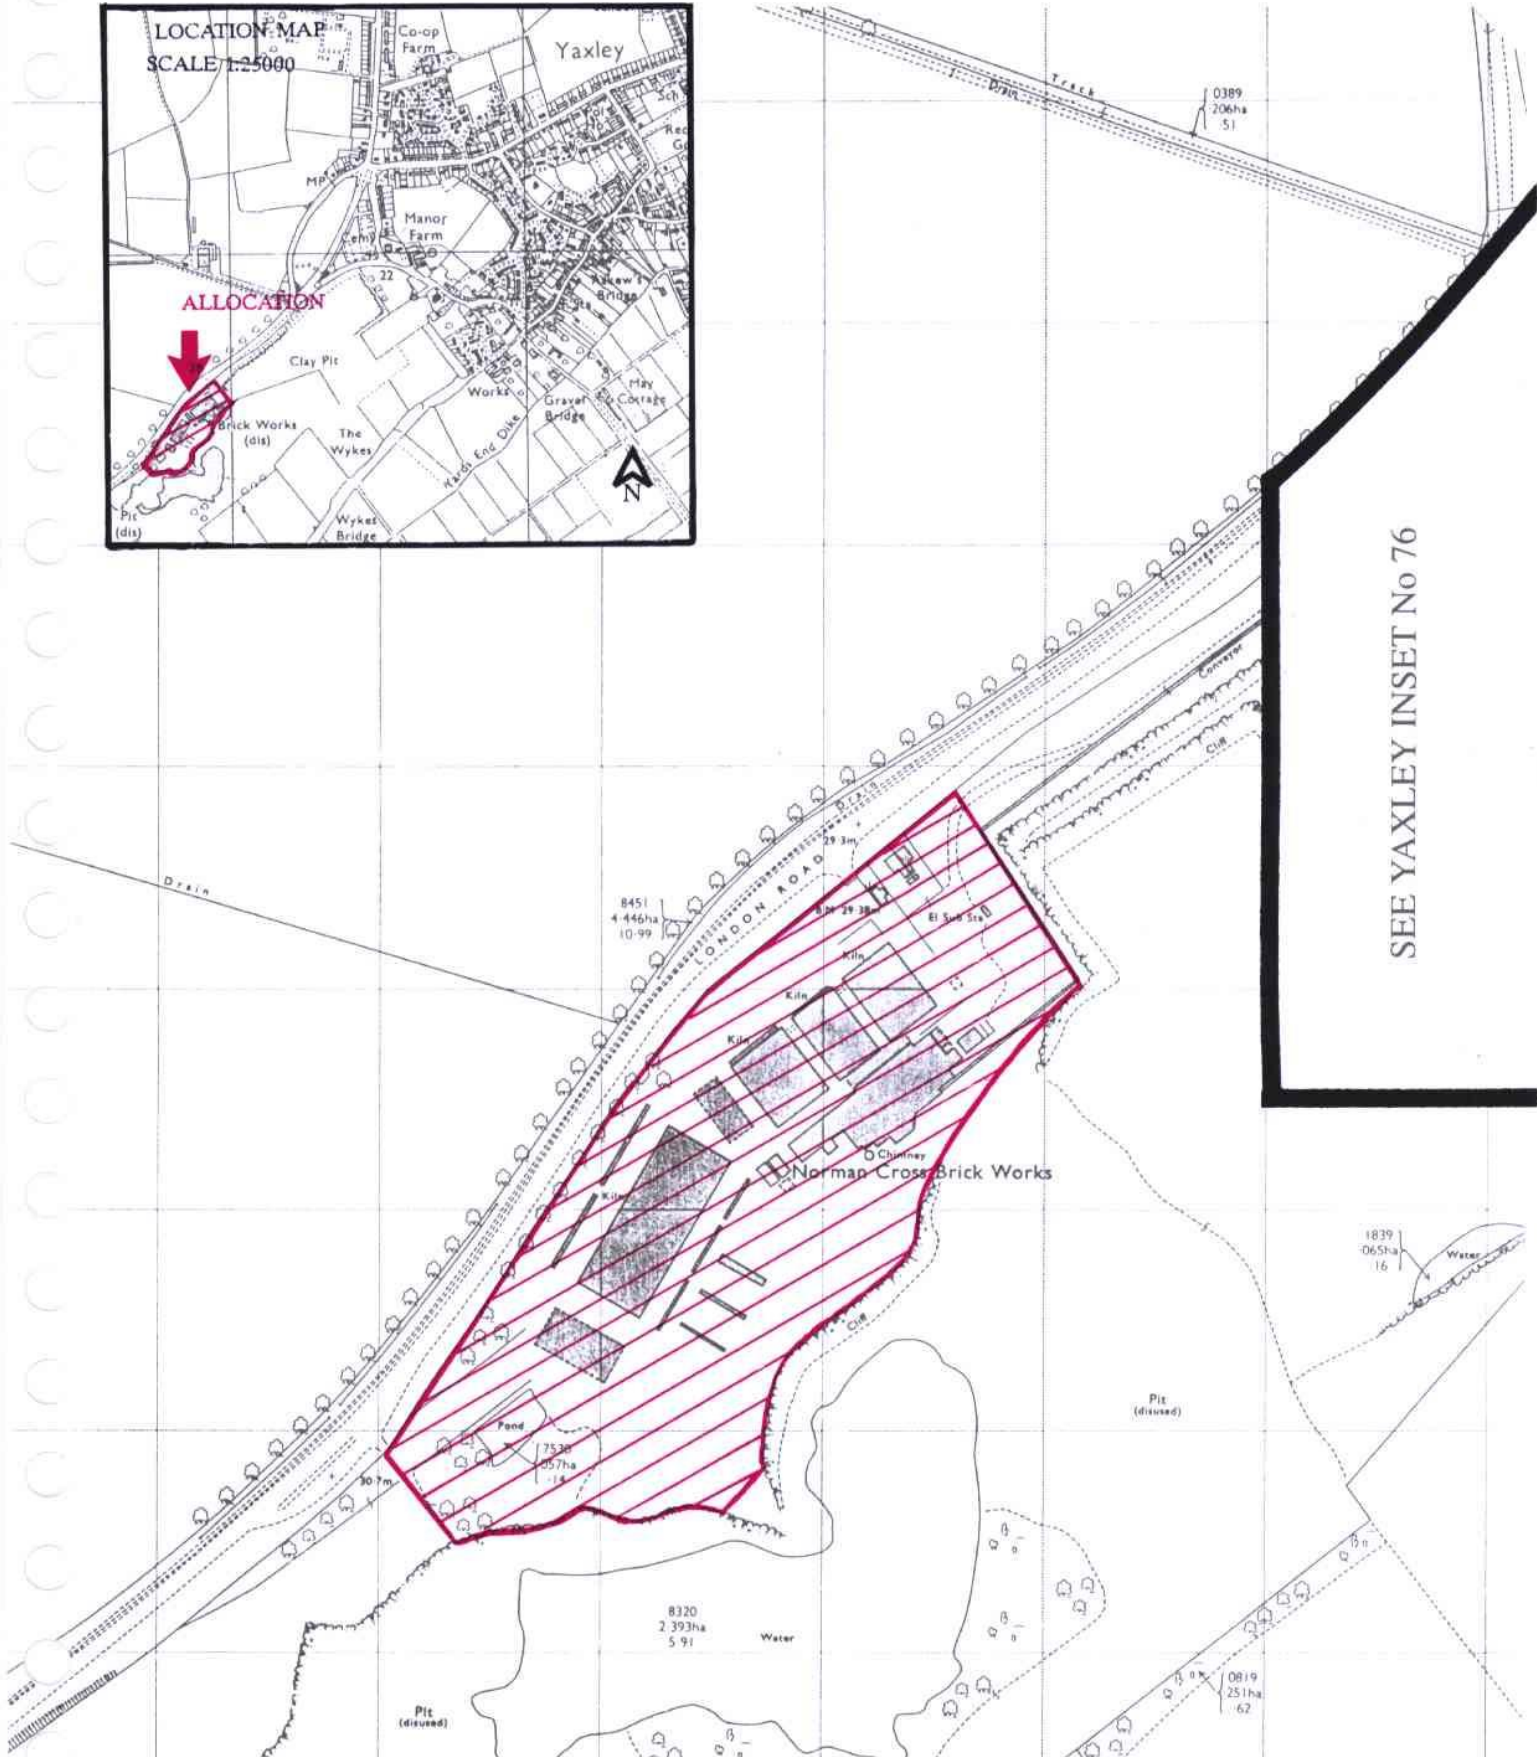 LOCATION MAP
SCALE 1:25000
Co-op
Farm
Yaxley
Sch
MP
Manor
Farm
22
Bridge
ALLOCATION
Clay Pit
Works
May
Cottage
Gravel
Bridge
Brick Works
(dis)
The
Wykes
Yards End Dike
N
Pit
(dis)
Wykes
Bridge
Track
Drain
0389
·206ha
·51
SEE YAXLEY INSET No 76
Conveyor
Cliff
Drain
29·3m
Drain
8451
4·446ha
10·99
LONDON ROAD
BM 29·38m
El Sub Sta
Kiln
Kiln
Kiln
Chimney
Norman Cross Brick Works
Kiln
1839
·065ha
·16
Water
Cliff
Pit
(disused)
Pond
7530
·057ha
·14
30·7m
8320
2·393ha
5·91
Water
0819
·251ha
·62
Pit
(disused)